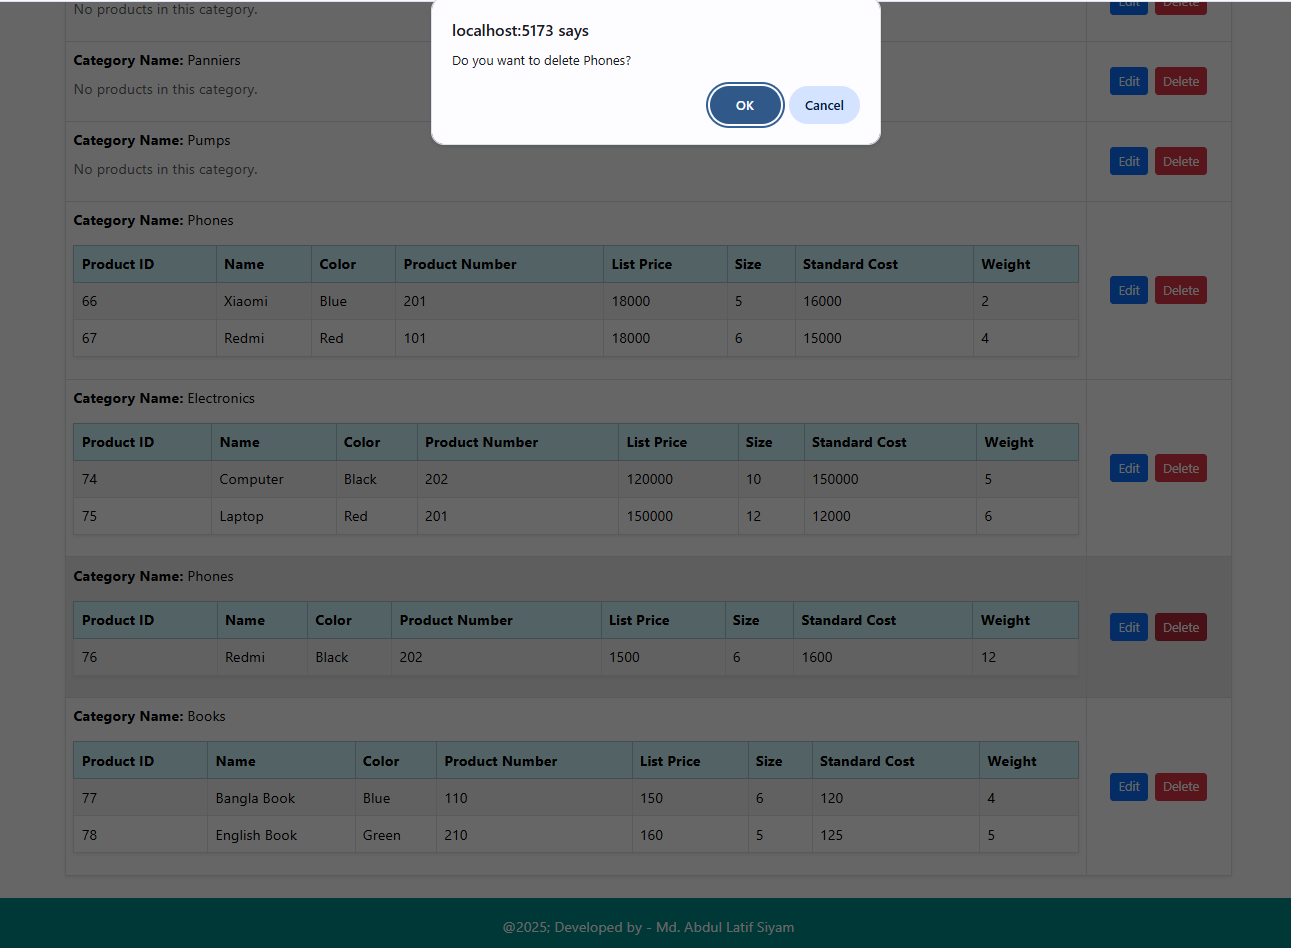 No products in this category.
Edit Delete
localhost:5173 says
Do you want to delete Phones?
OK Cancel
Category Name: Panniers
No products in this category.
Edit Delete
Category Name: Pumps
No products in this category.
Edit Delete
Category Name: Phones
Product ID Name Color Product Number List Price Size Standard Cost Weight
66 Xiaomi Blue 201 18000 5 16000 2
67 Redmi Red 101 18000 6 15000 4
Edit Delete
Category Name: Electronics
Product ID Name Color Product Number List Price Size Standard Cost Weight
74 Computer Black 202 120000 10 150000 5
75 Laptop Red 201 150000 12 12000 6
Edit Delete
Category Name: Phones
Product ID Name Color Product Number List Price Size Standard Cost Weight
76 Redmi Black 202 1500 6 1600 12
Edit Delete
Category Name: Books
Product ID Name Color Product Number List Price Size Standard Cost Weight
77 Bangla Book Blue 110 150 6 120 4
78 English Book Green 210 160 5 125 5
Edit Delete
@2025; Developed by - Md. Abdul Latif Siyam